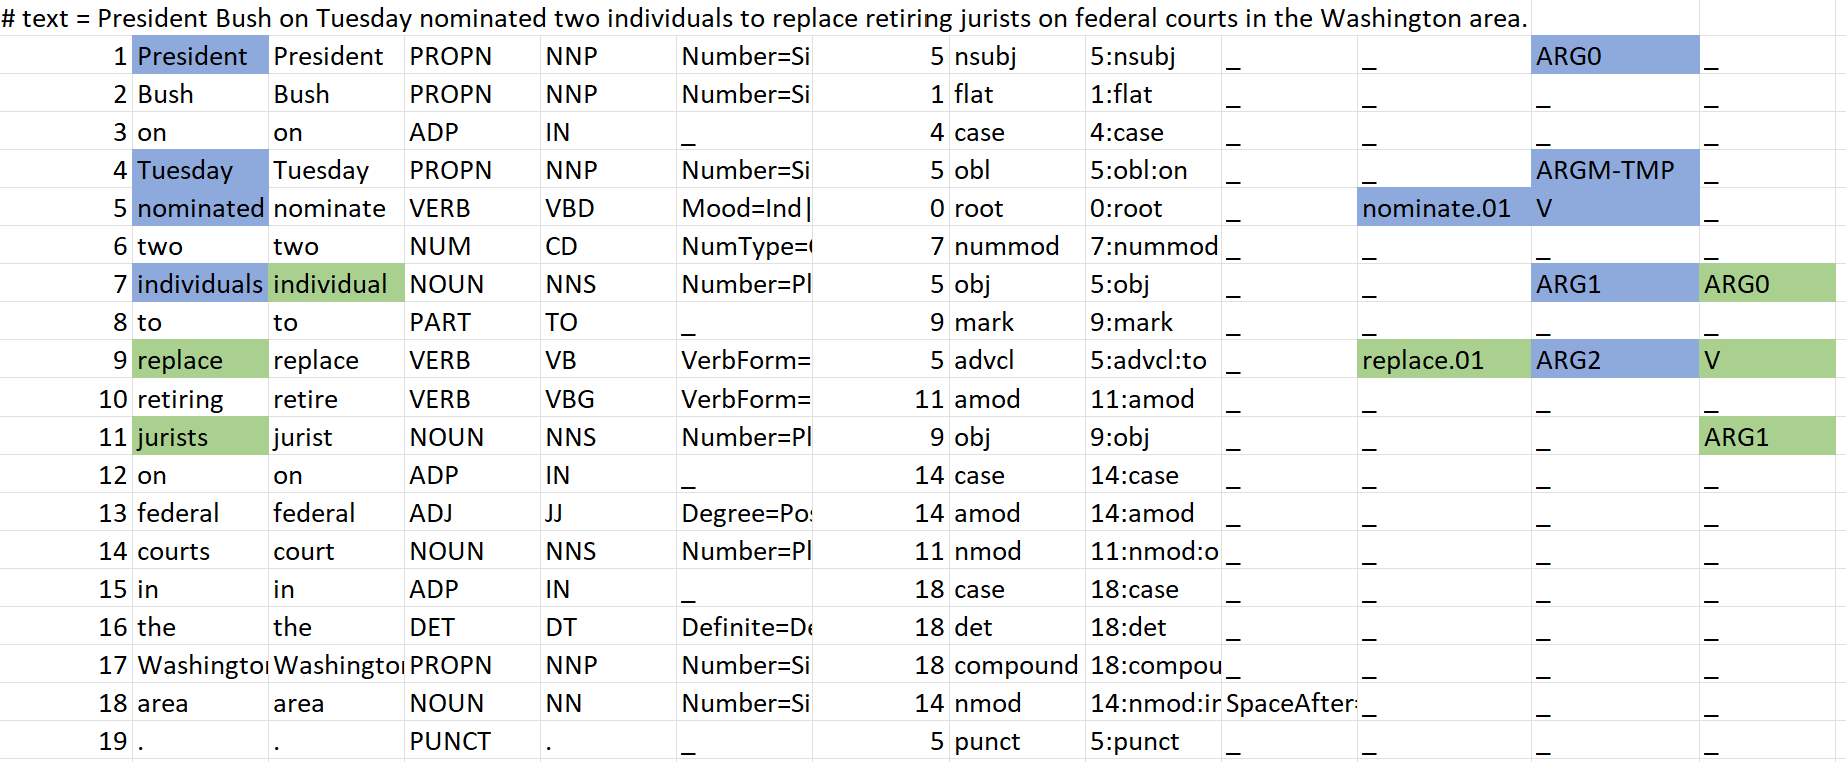 # text = President Bush on Tuesday nominated two individuals to replace retiring jurists on federal courts in the Washington area.
1 President President PROPN NNP Number=Si 5 nsubj 5:nsubj _ _ ARG0 _
2 Bush Bush PROPN NNP Number=Si 1 flat 1:flat _ _ _ _
3 on on ADP IN _ 4 case 4:case _ _ _ _
4 Tuesday Tuesday PROPN NNP Number=Si 5 obl 5:obl:on _ _ ARGM-TMP _
5 nominated nominate VERB VBD Mood=Ind| 0 root 0:root _ nominate.01 V _
6 two two NUM CD NumType=( 7 nummod 7:nummod _ _ _ _
7 individuals individual NOUN NNS Number=Pl 5 obj 5:obj _ _ ARG1 ARG0
8 to to PART TO _ 9 mark 9:mark _ _ _ _
9 replace replace VERB VB VerbForm= 5 advcl 5:advcl:to _ replace.01 ARG2 V
10 retiring retire VERB VBG VerbForm= 11 amod 11:amod _ _ _ _
11 jurists jurist NOUN NNS Number=Pl 9 obj 9:obj _ _ _ ARG1
12 on on ADP IN _ 14 case 14:case _ _ _ _
13 federal federal ADJ JJ Degree=Pos 14 amod 14:amod _ _ _ _
14 courts court NOUN NNS Number=Pl 11 nmod 11:nmod:o _ _ _ _
15 in in ADP IN _ 18 case 18:case _ _ _ _
16 the the DET DT Definite=De 18 det 18:det _ _ _ _
17 Washington Washington PROPN NNP Number=Si 18 compound 18:compou _ _ _ _
18 area area NOUN NN Number=Si 14 nmod 14:nmod:in SpaceAfter= _ _ _
19 . . PUNCT . _ 5 punct 5:punct _ _ _ _